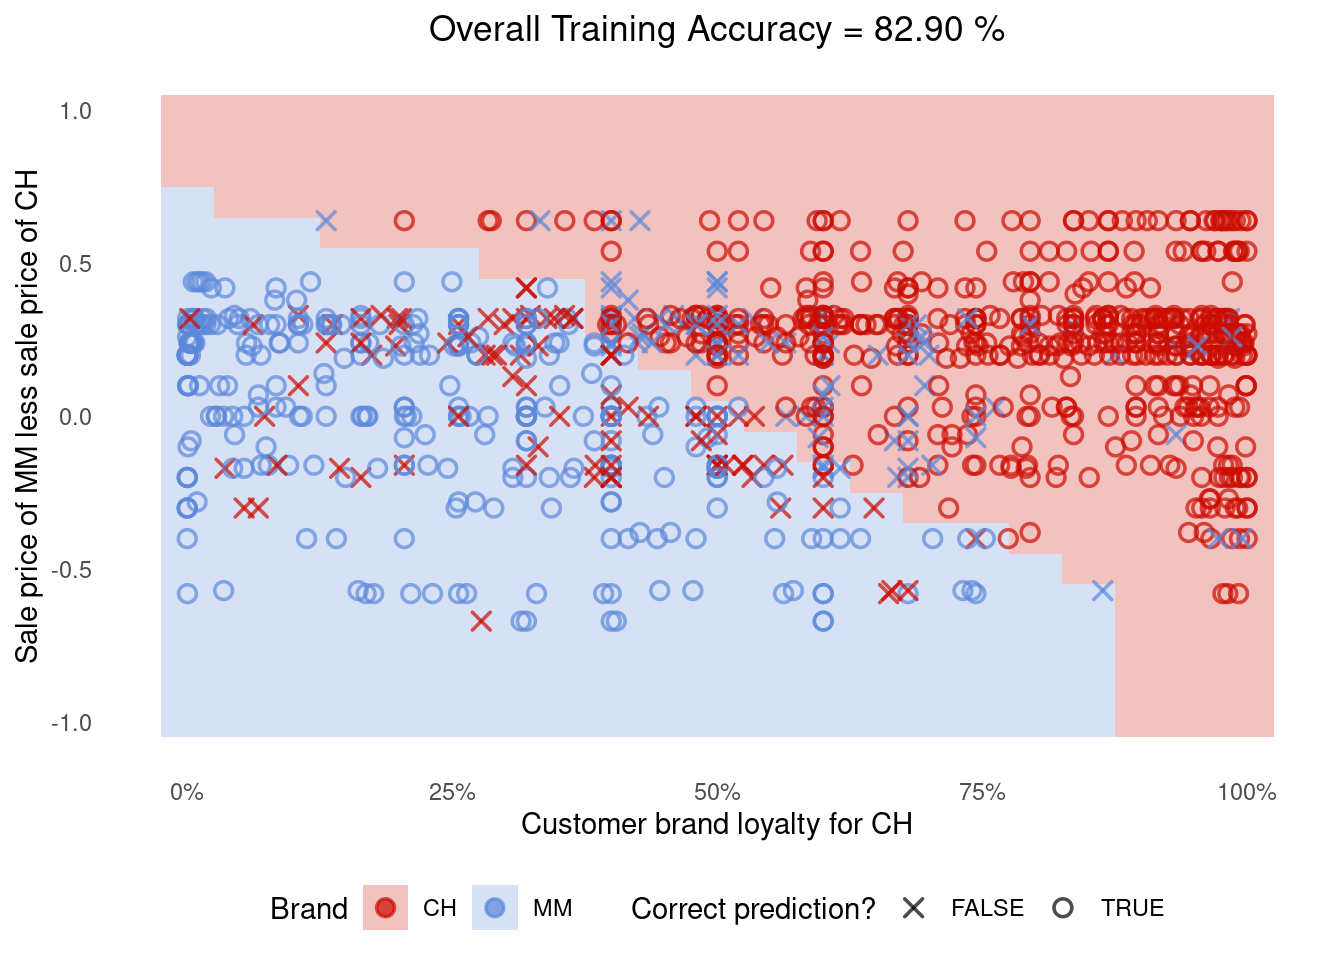 Overall Training Accuracy = 82.90 %
Sale price of MM less sale price of CH
1.0
0.5
0.0
-0.5
-1.0
0%
25%
50%
75%
100%
Customer brand loyalty for CH
Brand
CH
MM
Correct prediction?
FALSE
TRUE